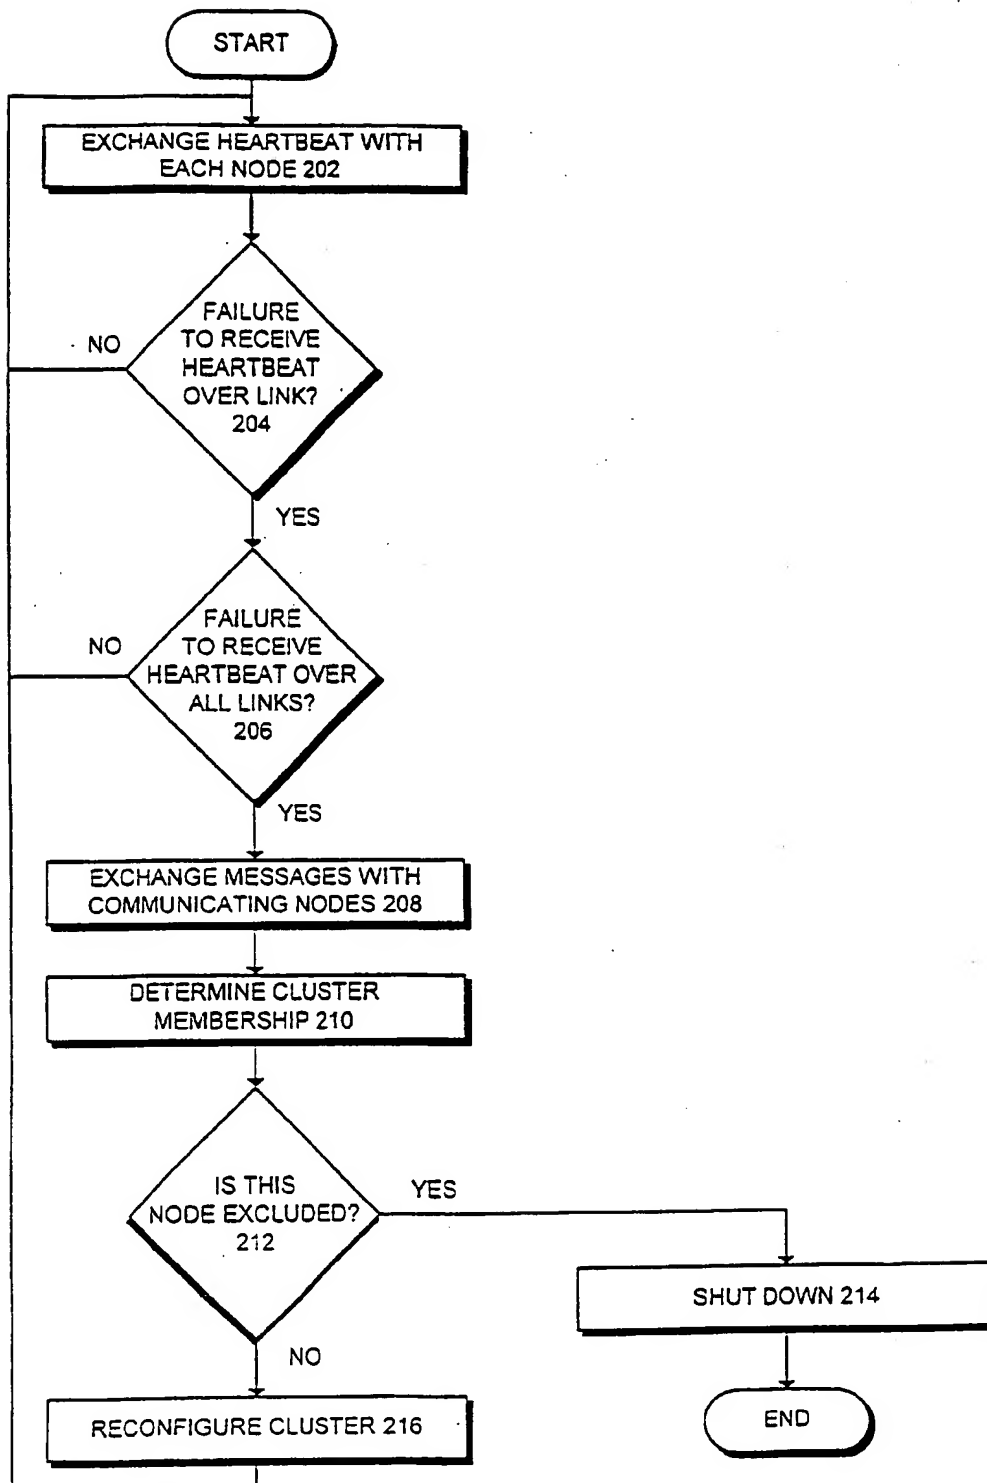 START
EXCHANGE HEARTBEAT WITH
EACH NODE 202
FAILURE
TO RECEIVE
HEARTBEAT
OVER LINK?
204
NO
YES
FAILURE
TO RECEIVE
HEARTBEAT OVER
ALL LINKS?
206
NO
YES
EXCHANGE MESSAGES WITH
COMMUNICATING NODES 208
DETERMINE CLUSTER
MEMBERSHIP 210
IS THIS
NODE EXCLUDED?
212
YES
SHUT DOWN 214
NO
END
RECONFIGURE CLUSTER 216